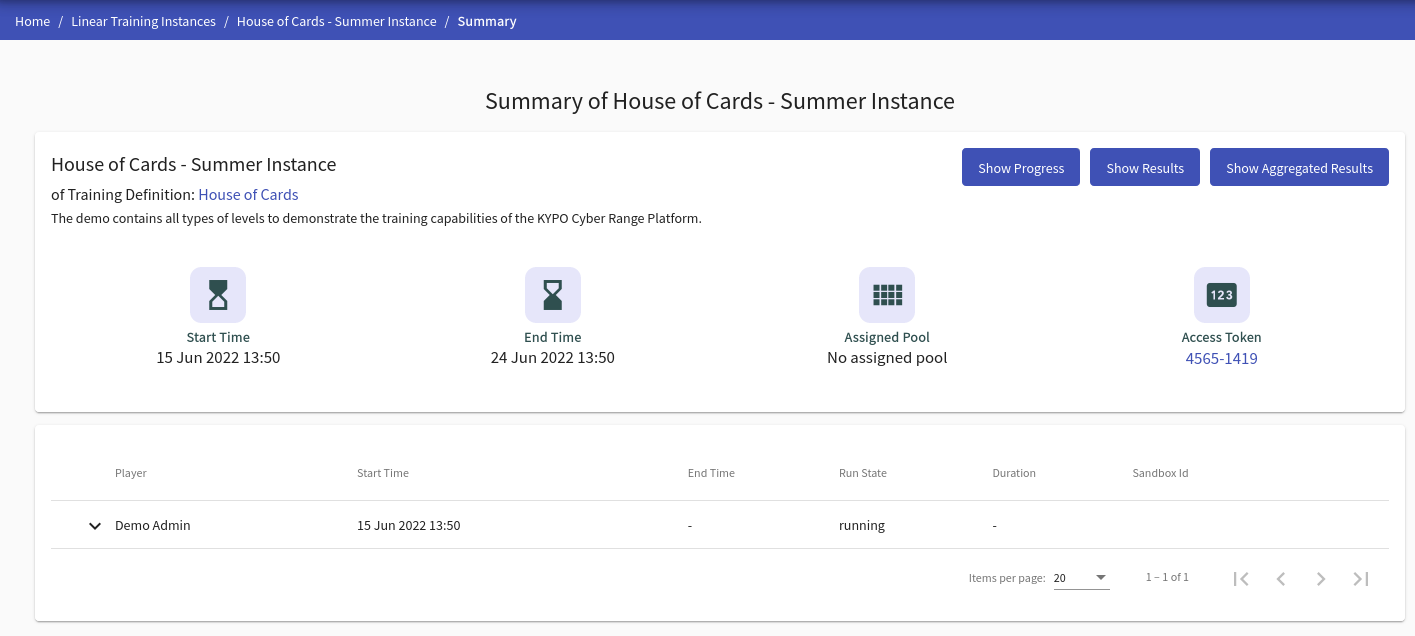 Home / Linear Training Instances / House of Cards - Summer Instance / Summary
Summary of House of Cards - Summer Instance
House of Cards - Summer Instance
Show Progress
Show Results
Show Aggregated Results
of Training Definition: House of Cards
The demo contains all types of levels to demonstrate the training capabilities of the KYPO Cyber Range Platform.
123
Start Time
End Time
Assigned Pool
Access Token
15 Jun 2022 13:50
24 Jun 2022 13:50
No assigned pool
4565-1419
Player Start Time End Time Run State Duration Sandbox Id
Demo Admin 15 Jun 2022 13:50 - running -
Items per page: 20 1 – 1 of 1